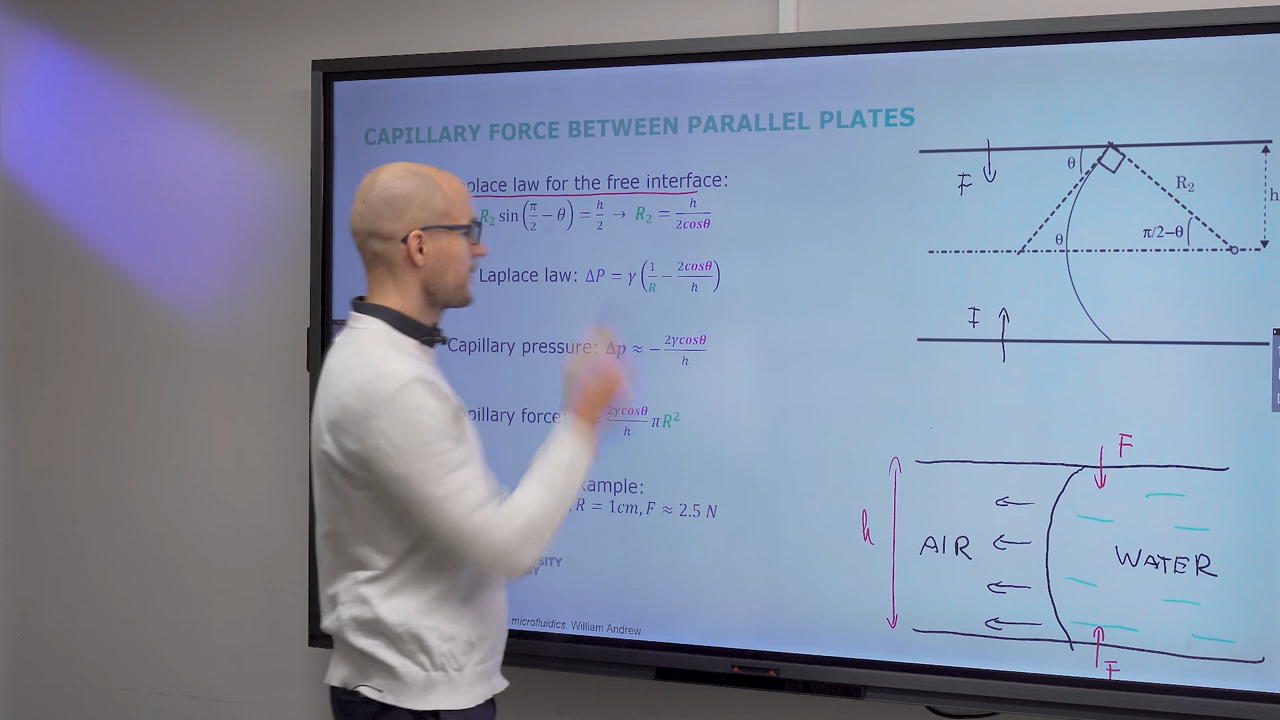 CAPILLARY FORCE BETWEEN PARALLEL PLATES
place law for the free interface:
R₂ sin(π/2 − θ) = h/2 → R₂ = h/2cosθ
Laplace law: ΔP = γ(1/R − 2cosθ/h)
Capillary pressure: Δp ≈ − 2γcosθ/h
pillary force: 2γcosθ/h πR²
ample:
, R = 1cm, F ≈ 2.5 N
SITY
microfluidics. William Andrew.
θ
R₂
h
F
θ
π/2−θ
F
F
h
AIR
WATER
F